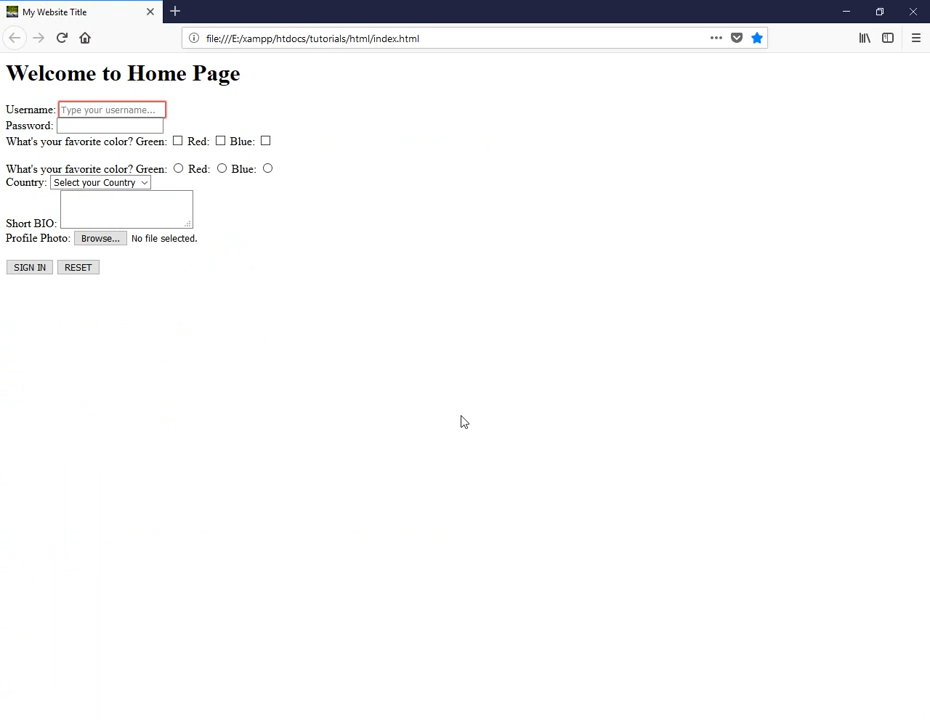 My Website Title
file:///E:/xampp/htdocs/tutorials/html/index.html
Welcome to Home Page
Username: Type your username...
Password:
What's your favorite color? Green: Red: Blue:
What's your favorite color? Green: Red: Blue:
Country: Select your Country
Short BIO:
Profile Photo: Browse... No file selected.
SIGN IN RESET